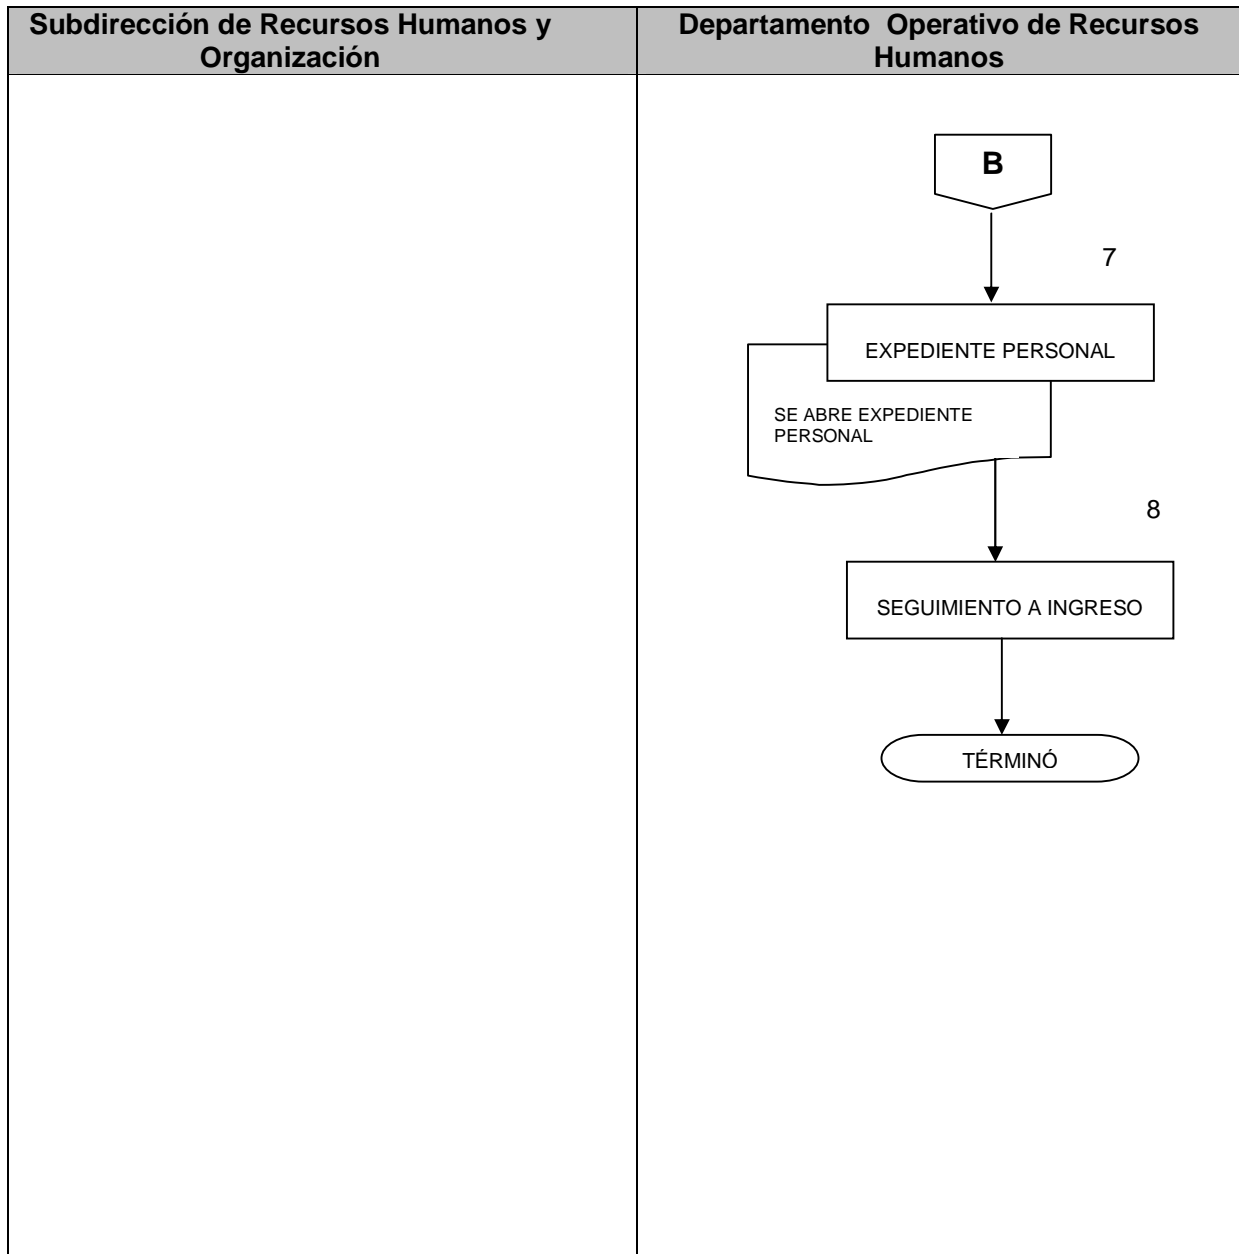 Subdirección de Recursos Humanos y
Organización
Departamento Operativo de Recursos
Humanos
B
7
EXPEDIENTE PERSONAL
SE ABRE EXPEDIENTE
PERSONAL
8
SEGUIMIENTO A INGRESO
TÉRMINÓ